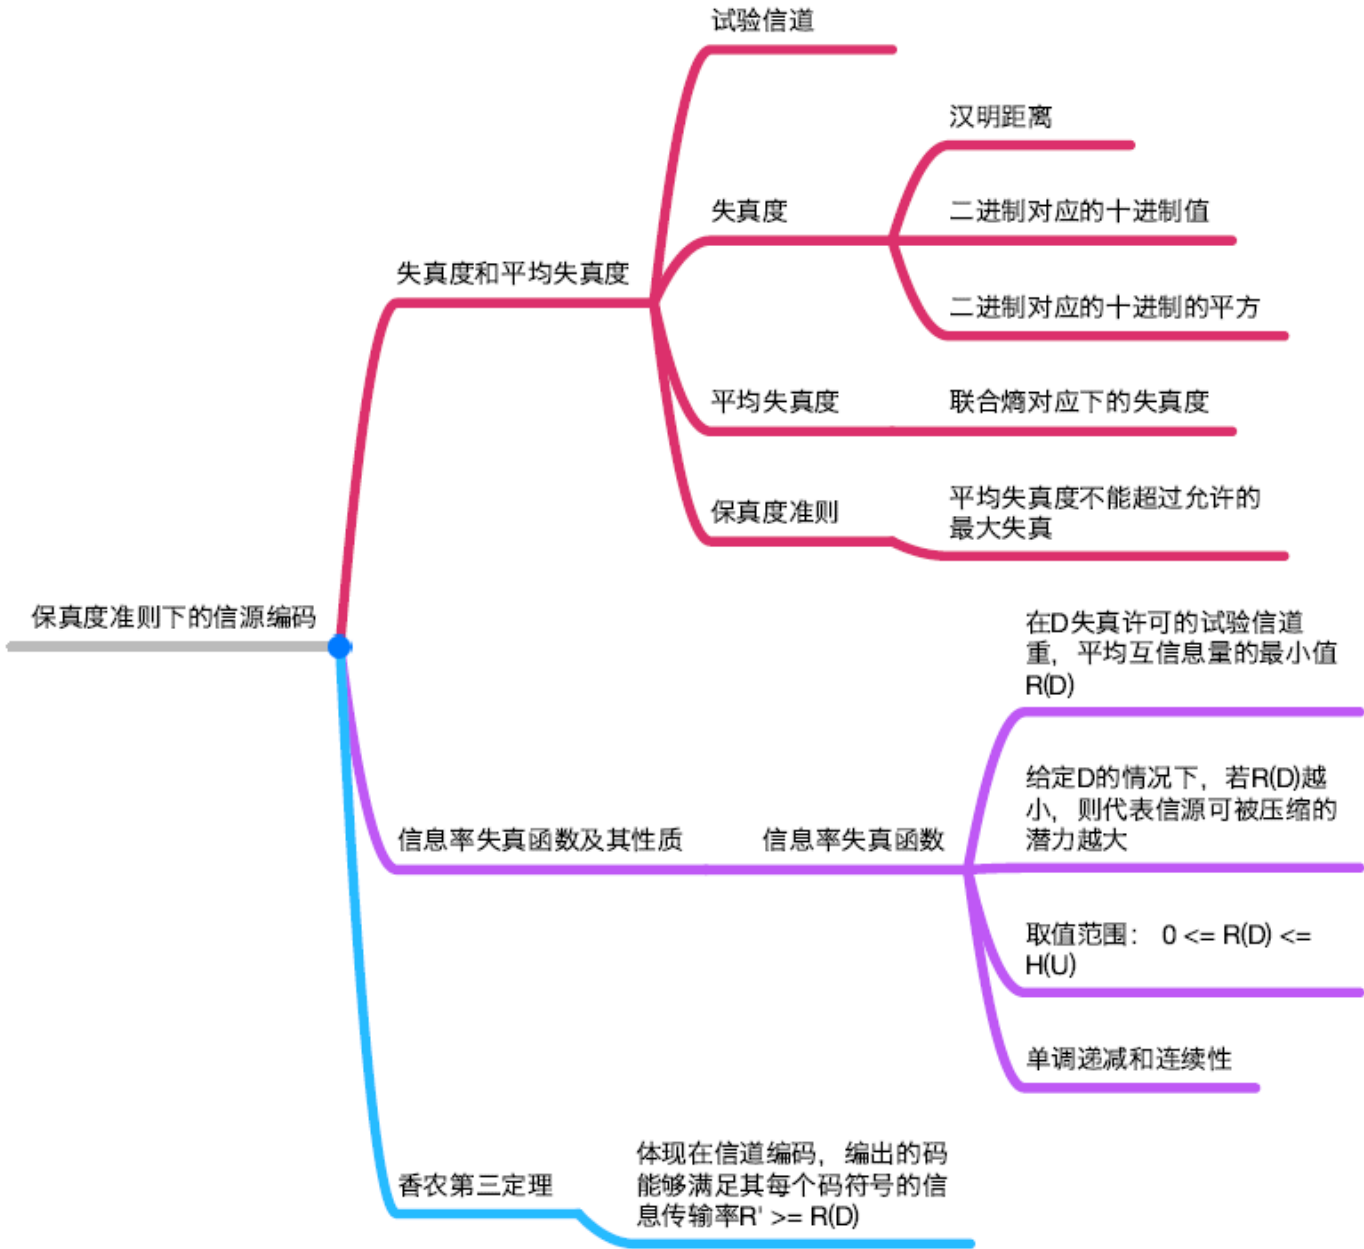 试验信道
汉明距离
失真度
二进制对应的十进制值
失真度和平均失真度
二进制对应的十进制的平方
平均失真度
联合熵对应下的失真度
保真度准则
平均失真度不能超过允许的
最大失真
保真度准则下的信源编码
在D失真许可的试验信道
重，平均互信息量的最小值
R(D)
给定D的情况下，若R(D)越
小，则代表信源可被压缩的
潜力越大
信息率失真函数及其性质
信息率失真函数
取值范围： 0 <= R(D) <=
H(U)
单调递减和连续性
香农第三定理
体现在信道编码，编出的码
能够满足其每个码符号的信
息传输率R' >= R(D)